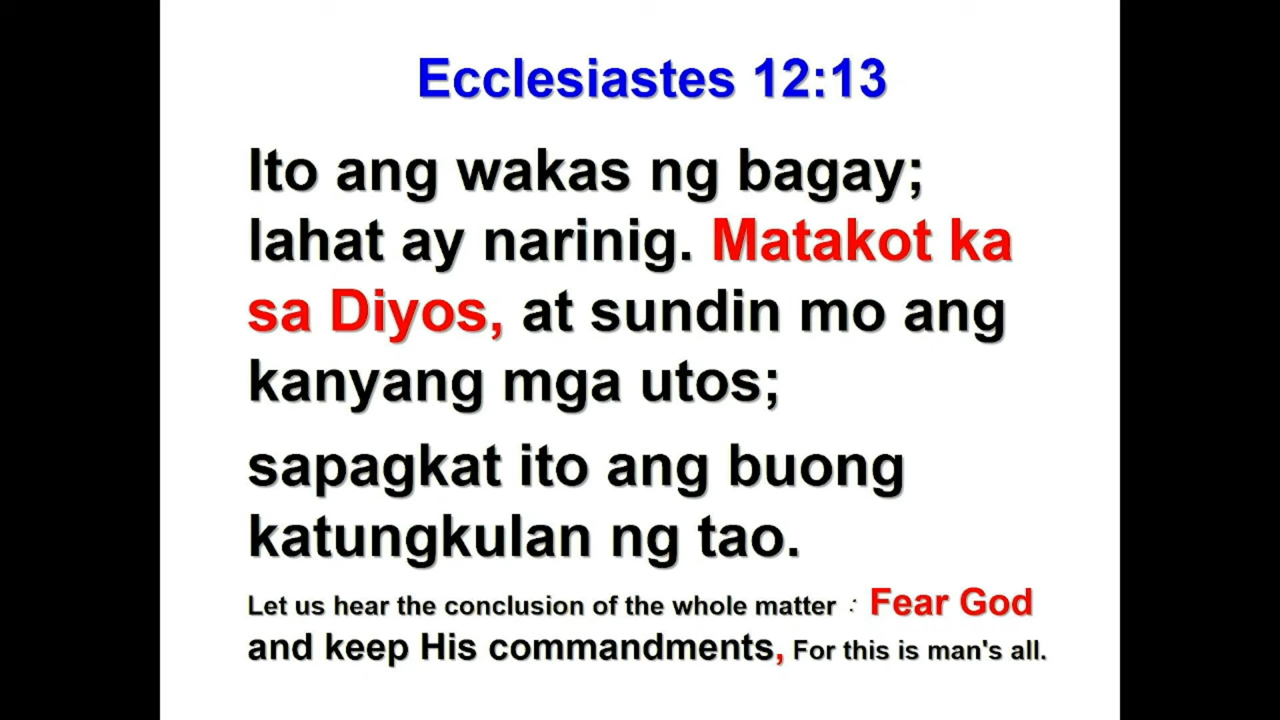 Ecclesiastes 12:13
Ito ang wakas ng bagay;
lahat ay narinig. Matakot ka
sa Diyos, at sundin mo ang
kanyang mga utos;
sapagkat ito ang buong
katungkulan ng tao.
Let us hear the conclusion of the whole matter : Fear God
and keep His commandments, For this is man's all.